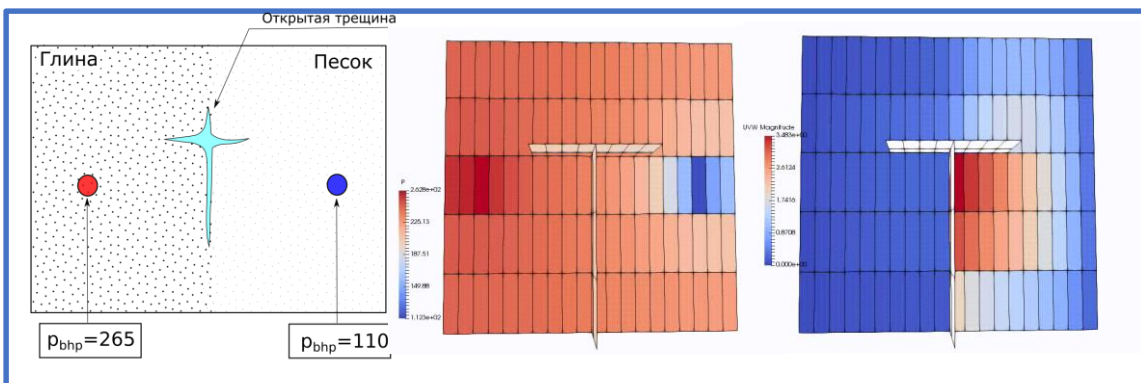 Открытая трещина
Глина
Песок
p_bhp=265
p_bhp=110
P
2.628e+02
225.13
187.51
149.88
1.123e+02
UVW Magnitude
3.483e+00
2.6124
1.7416
0.8708
0.000e+00